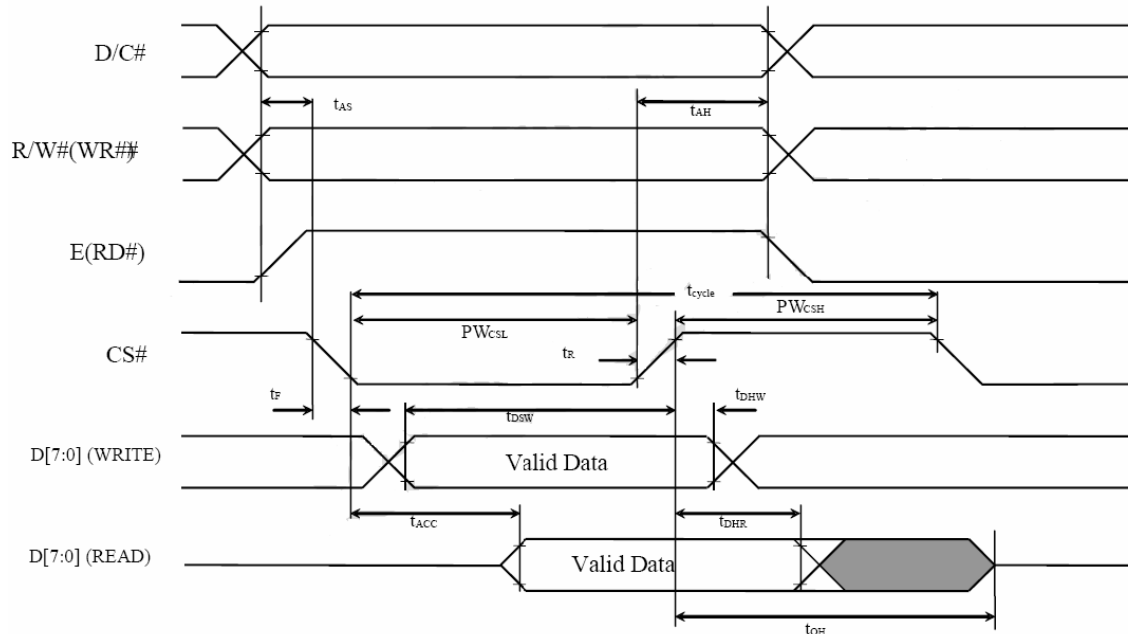 D/C#
tAS
tAH
R/W#(WR##
E(RD#)
tcycle
PWCSL
PWCSH
CS#
tR
tF
tDSW
tDHW
D[7:0] (WRITE)
Valid Data
tACC
tDHR
D[7:0] (READ)
Valid Data
tOH